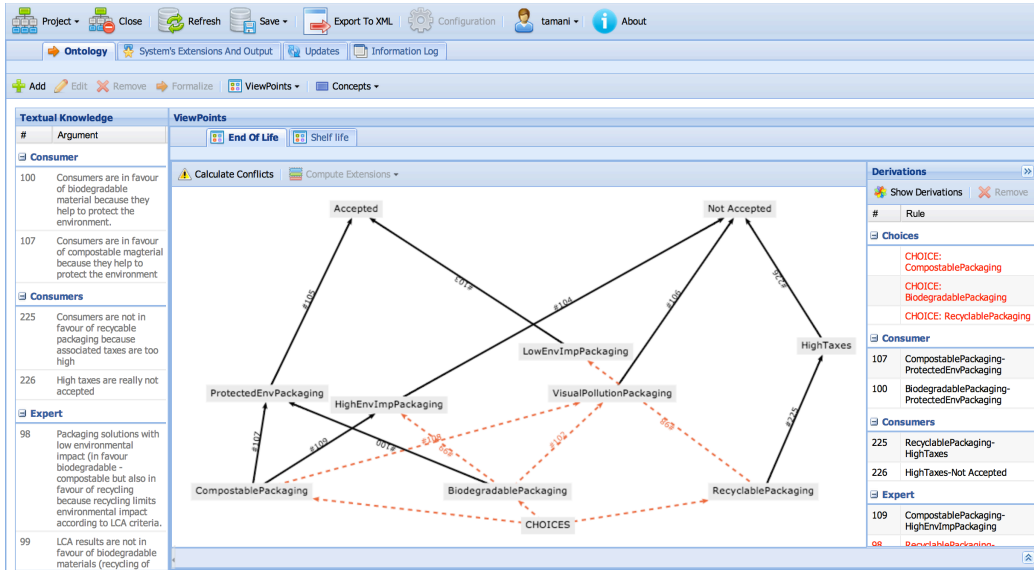 Project
Close
Refresh
Save
Export To XML
Configuration
tamani
About
Ontology
System's Extensions And Output
Updates
Information Log
Add
Edit
Remove
Formalize
ViewPoints
Concepts
Textual Knowledge
# Argument
Consumer
100 Consumers are in favour
of biodegradable
material because they
help to protect the
environment.
107 Consumers are in favour
of compostable magterial
because they help to
protect the environment
Consumers
225 Consumers are not in
favour of recycable
packaging because
associated taxes are too
high
226 High taxes are really not
accepted
Expert
98 Packaging solutions with
low environmental
impact (in favour
biodegradable -
compostable but also in
favour of recycling
because recycling limits
environmental impact
according to LCA criteria.
99 LCA results are not in
favour of biodegradable
materials (recycling of
ViewPoints
End Of Life
Shelf life
Calculate Conflicts
Compute Extensions
Accepted
Not Accepted
#105
#103
#104
#106
#226
LowEnvImpPackaging
HighTaxes
ProtectedEnvPackaging
HighEnvImpPackaging
VisualPollutionPackaging
#107
#109
#100
#108
#99
#102
#98
#225
CompostablePackaging
BiodegradablePackaging
RecyclablePackaging
CHOICES
Derivations
Show Derivations
Remove
# Rule
Choices
CHOICE:
CompostablePackaging
CHOICE:
BiodegradablePackaging
CHOICE: RecyclablePackaging
Consumer
107 CompostablePackaging-
ProtectedEnvPackaging
100 BiodegradablePackaging-
ProtectedEnvPackaging
Consumers
225 RecyclablePackaging-
HighTaxes
226 HighTaxes-Not Accepted
Expert
109 CompostablePackaging-
HighEnvImpPackaging
98 RecyclablePackaging-